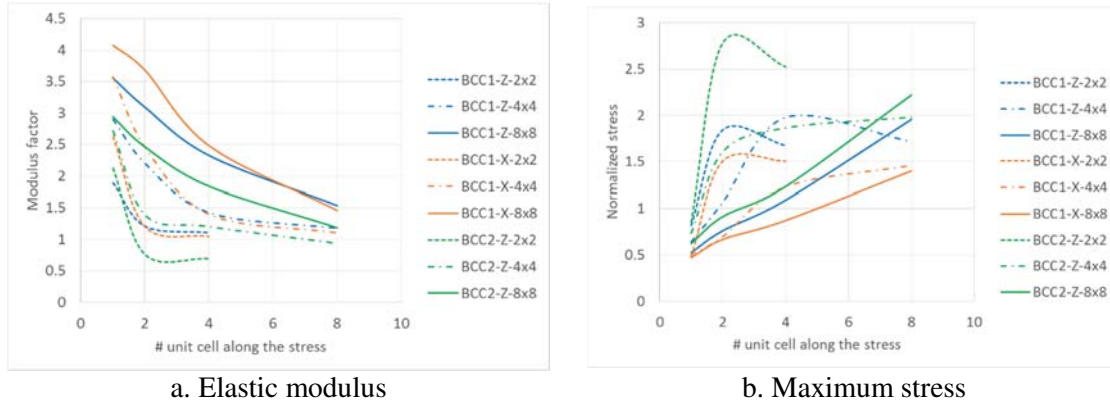 4.5
4
3.5
3
2.5
2
1.5
1
0.5
0
0 2 4 6 8 10
Modulus factor
# unit cell along the stress
BCC1-Z-2x2
BCC1-Z-4x4
BCC1-Z-8x8
BCC1-X-2x2
BCC1-X-4x4
BCC1-X-8x8
BCC2-Z-2x2
BCC2-Z-4x4
BCC2-Z-8x8
a. Elastic modulus
3
2.5
2
1.5
1
0.5
0
0 2 4 6 8 10
Normalized stress
# unit cell along the stress
BCC1-Z-2x2
BCC1-Z-4x4
BCC1-Z-8x8
BCC1-X-2x2
BCC1-X-4x4
BCC1-X-8x8
BCC2-Z-2x2
BCC2-Z-4x4
BCC2-Z-8x8
b. Maximum stress